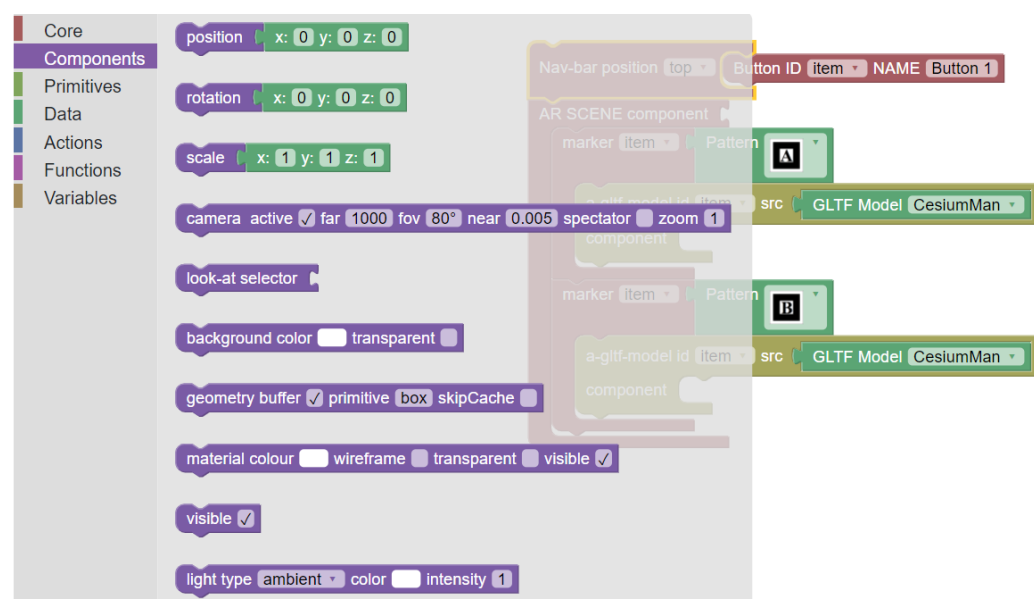 Core
Components
Primitives
Data
Actions
Functions
Variables
position x: 0 y: 0 z: 0
rotation x: 0 y: 0 z: 0
scale x: 1 y: 1 z: 1
camera active ✓ far 1000 fov 80° near 0.005 spectator zoom 1
look-at selector
background color transparent
geometry buffer ✓ primitive box skipCache
material colour wireframe transparent visible ✓
visible ✓
light type ambient color intensity 1
Nav-bar position top Button ID item NAME Button 1
AR SCENE component
marker item Pattern A
a-gltf-model id item src GLTF Model CesiumMan
component
marker item Pattern B
a-gltf-model id item src GLTF Model CesiumMan
component